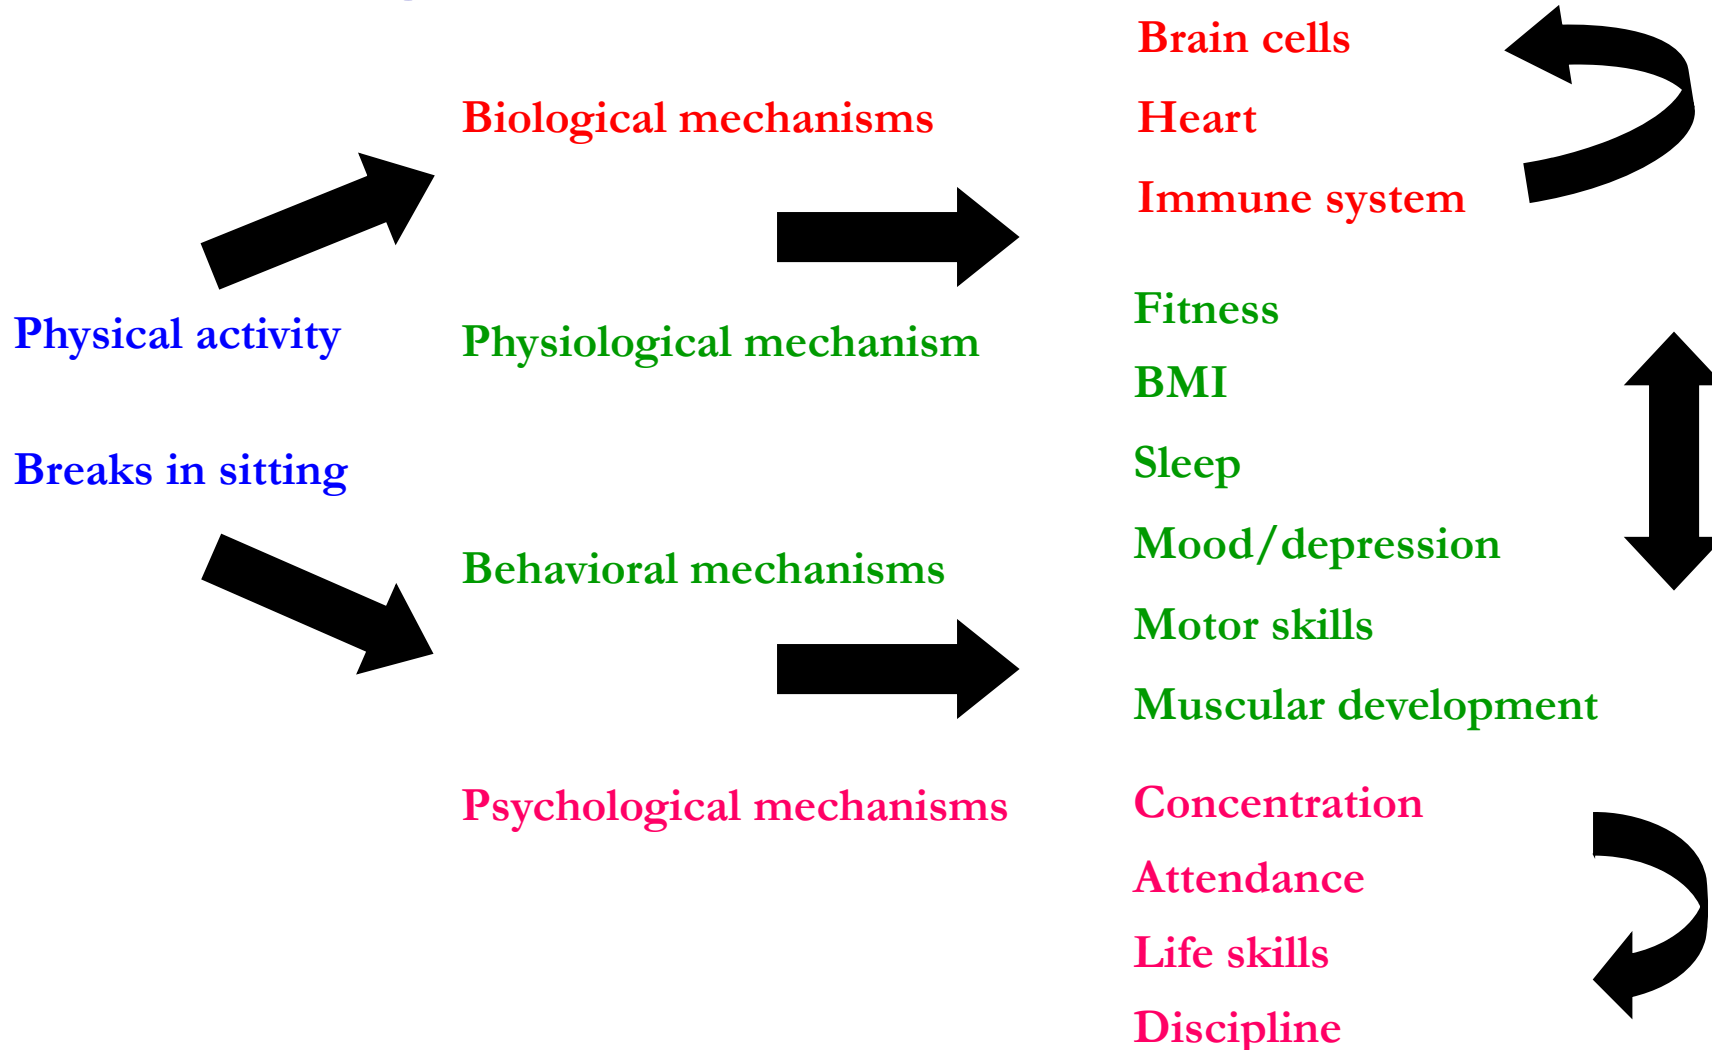 Brain cells
Biological mechanisms
Heart
Immune system
Physical activity
Physiological mechanism
Fitness
BMI
Breaks in sitting
Sleep
Behavioral mechanisms
Mood/depression
Motor skills
Muscular development
Psychological mechanisms
Concentration
Attendance
Life skills
Discipline